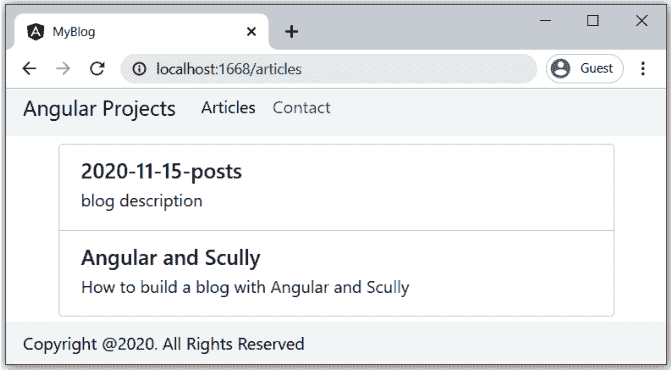 MyBlog
localhost:1668/articles
Guest
Angular Projects Articles Contact
2020-11-15-posts
blog description
Angular and Scully
How to build a blog with Angular and Scully
Copyright @2020. All Rights Reserved